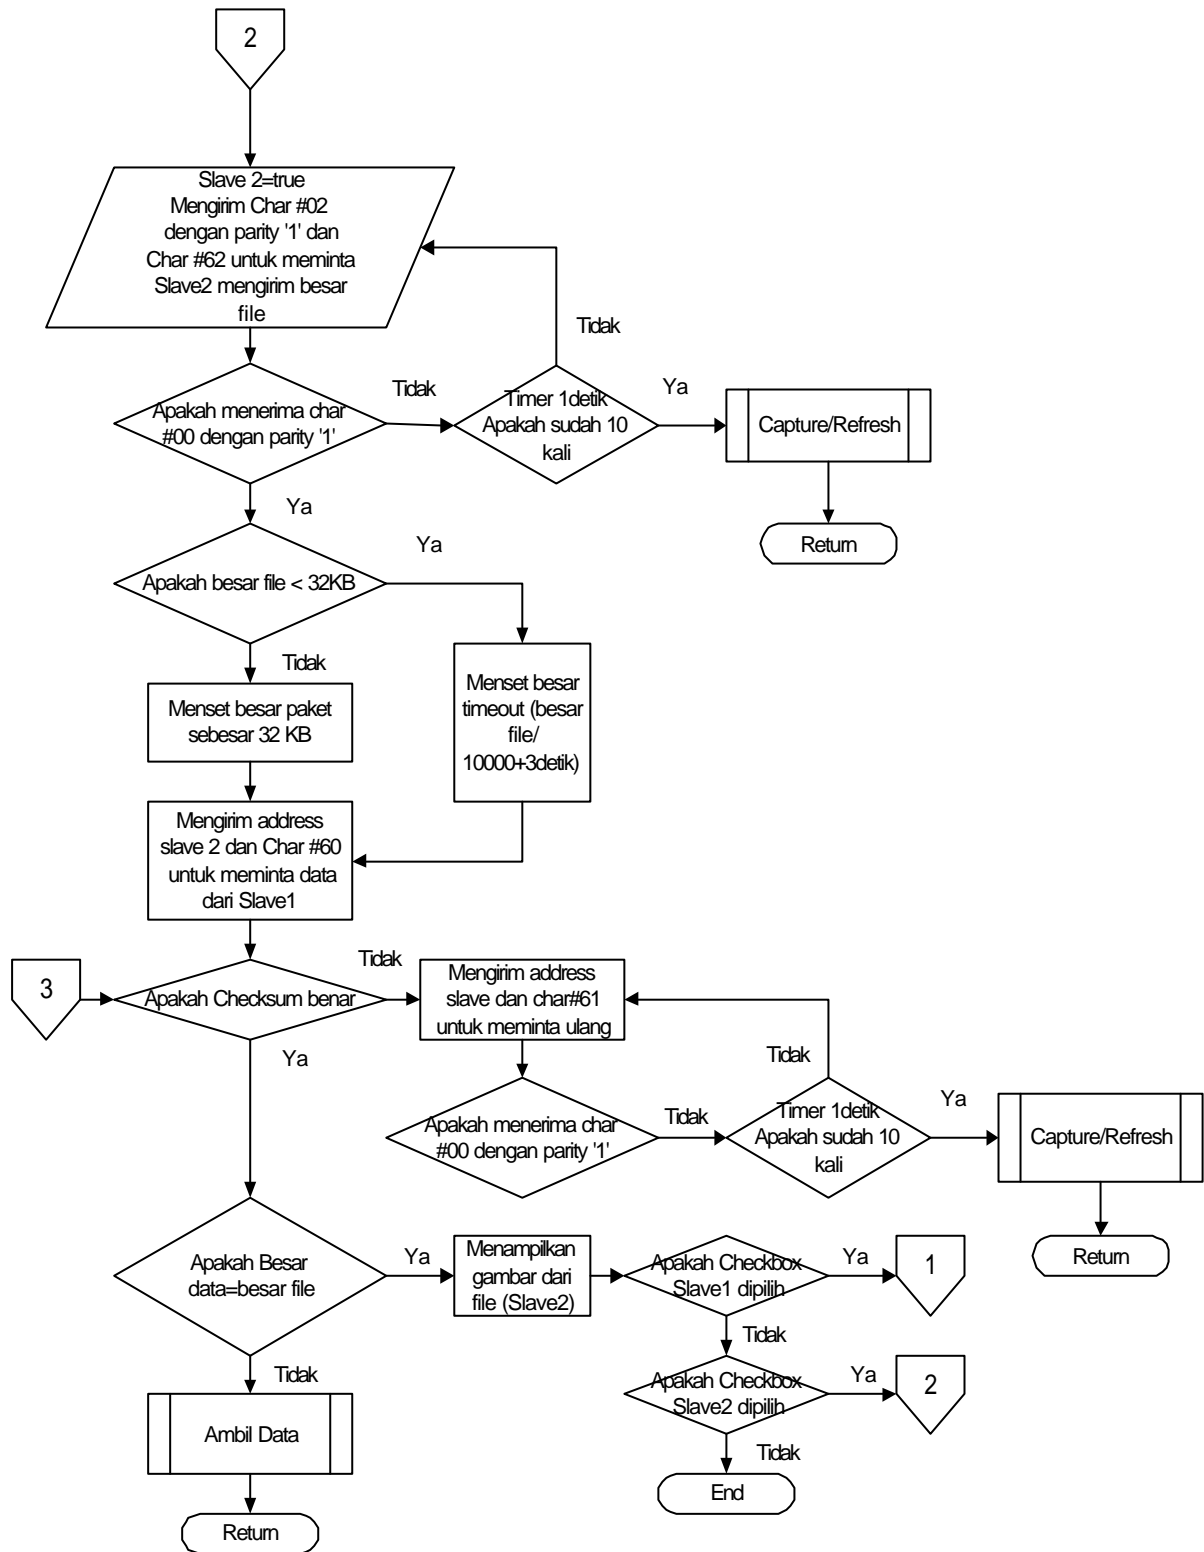 2
Slave 2=true
Mengirim Char #02
dengan parity '1' dan
Char #62 untuk meminta
Slave2 mengirim besar
file
Tidak
Apakah menerima char
#00 dengan parity '1'
Tidak
Timer 1detik
Apakah sudah 10
kali
Ya
Capture/Refresh
Return
Ya
Apakah besar file < 32KB
Ya
Tidak
Menset besar paket
sebesar 32 KB
Menset besar
timeout (besar
file/
10000+3detik)
Mengirim address
slave 2 dan Char #60
untuk meminta data
dari Slave1
3
Apakah Checksum benar
Tidak
Mengirim address
slave dan char#61
untuk meminta ulang
Ya
Tidak
Apakah menerima char
#00 dengan parity '1'
Tidak
Timer 1detik
Apakah sudah 10
kali
Ya
Capture/Refresh
Return
Apakah Besar
data=besar file
Ya
Menampilkan
gambar dari
file (Slave2)
Apakah Checkbox
Slave1 dipilih
Ya
1
Tidak
Tidak
Apakah Checkbox
Slave2 dipilih
Ya
2
Ambil Data
Tidak
End
Return